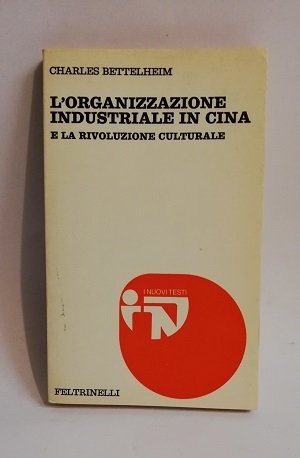 CHARLES BETTELHEIM
L'ORGANIZZAZIONE
INDUSTRIALE IN CINA
E LA RIVOLUZIONE CULTURALE
I NUOVI TESTI
FELTRINELLI